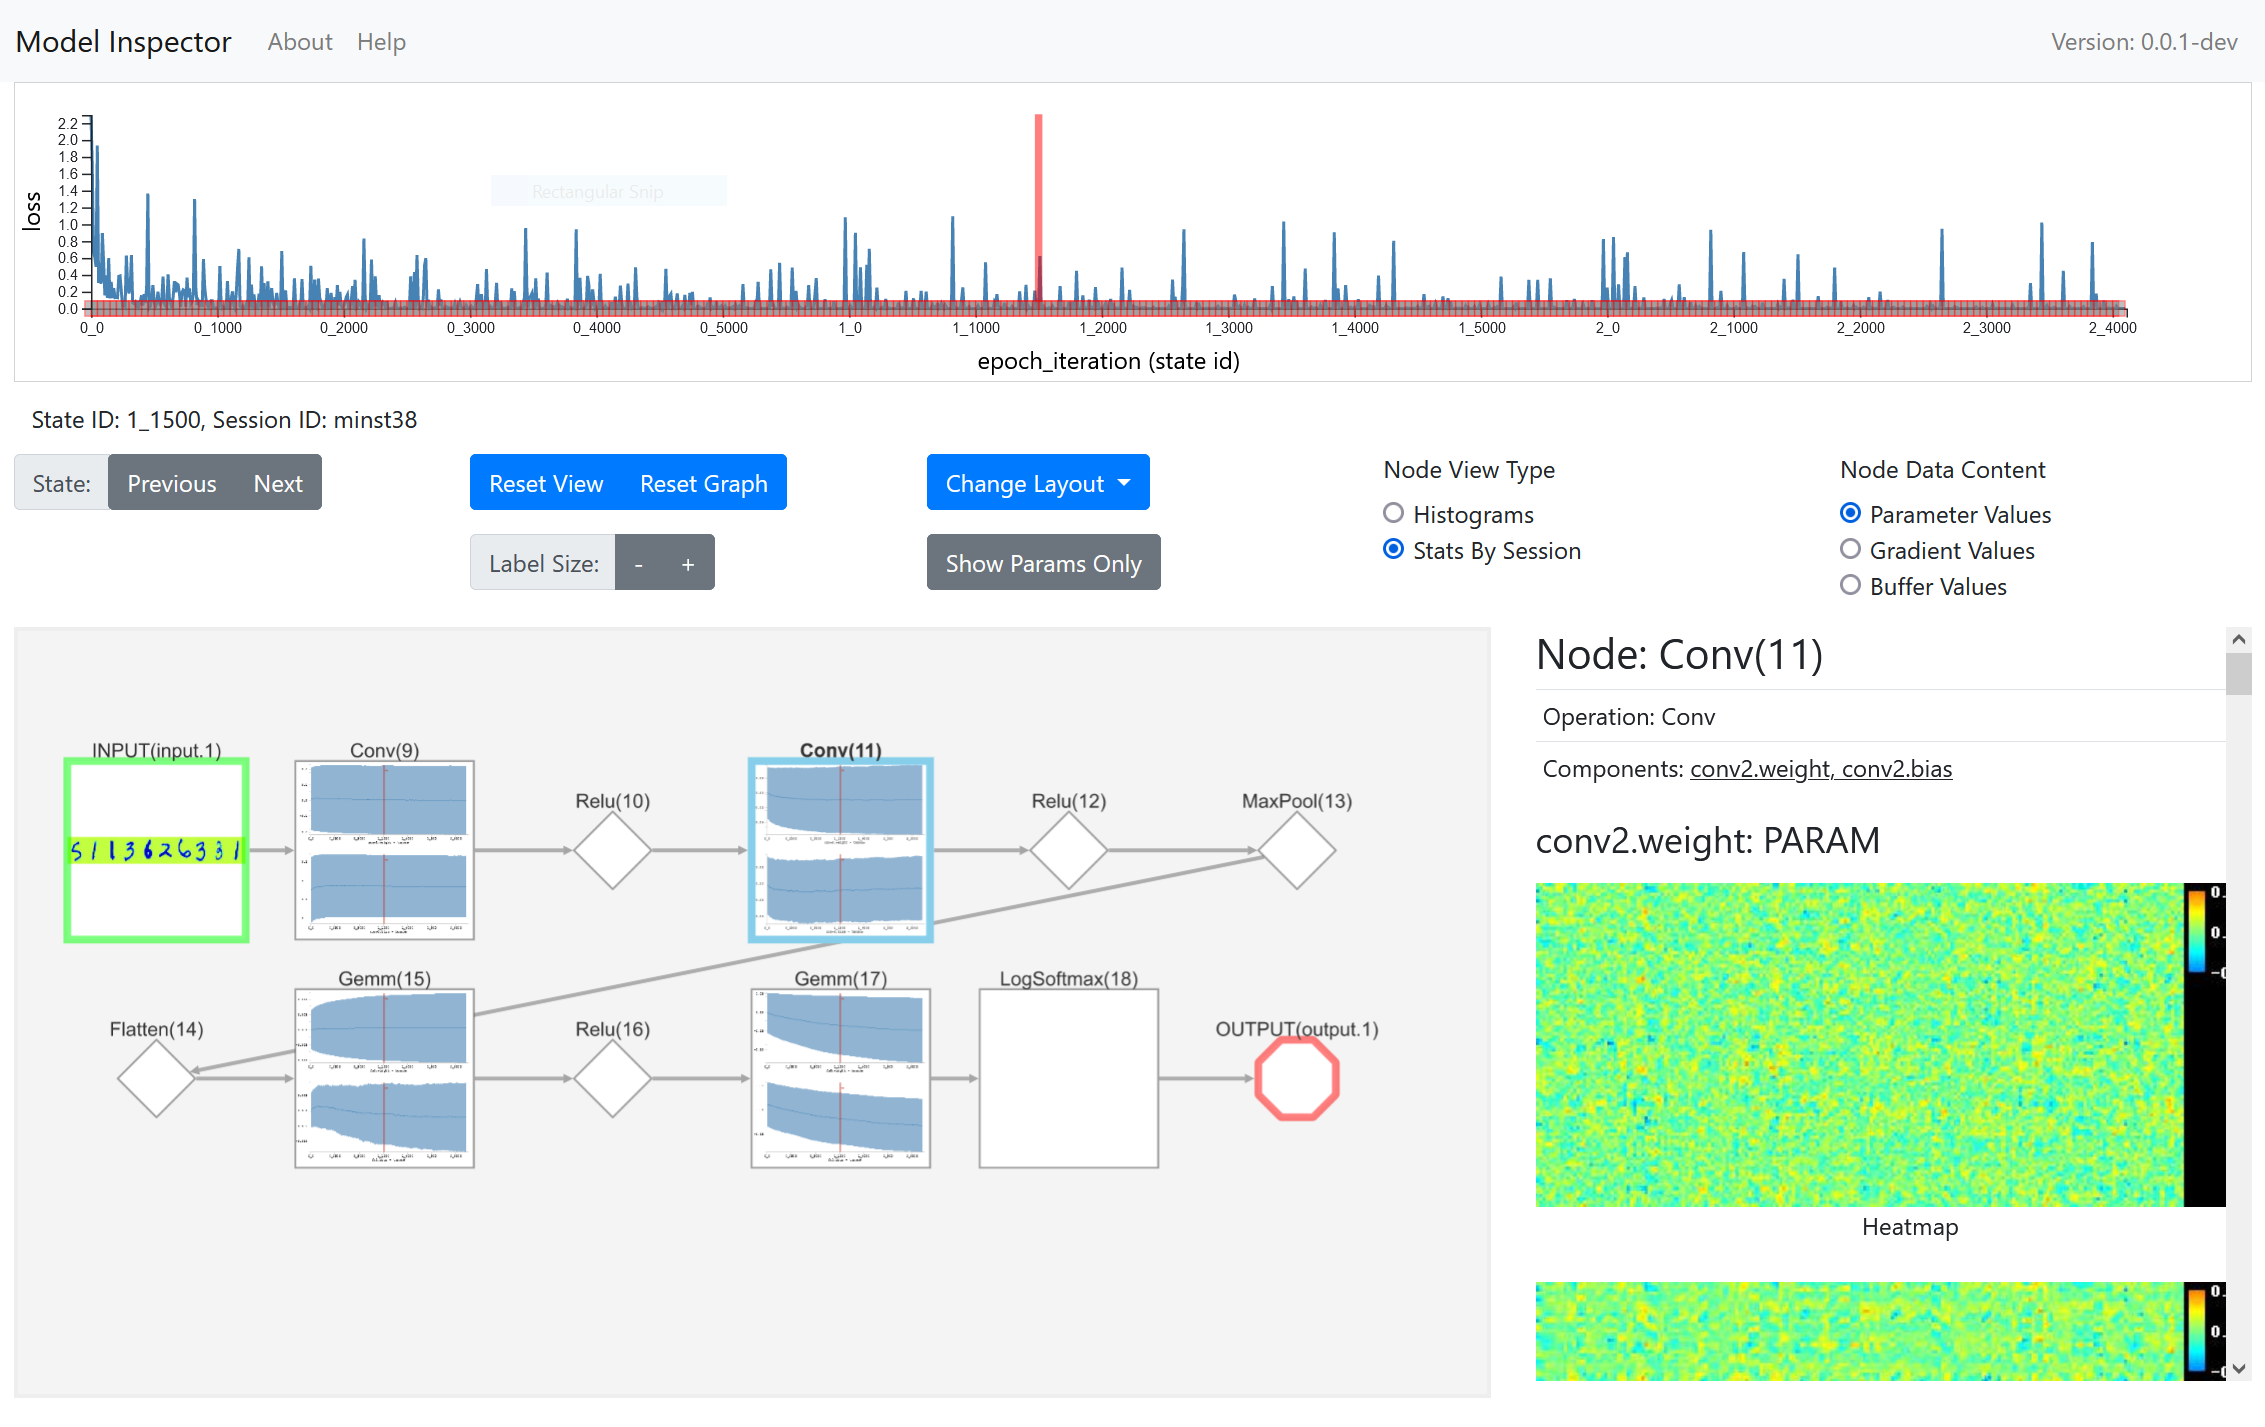 Model Inspector About Help Version: 0.0.1-dev
2.2
2.0
1.8
1.6
1.4
1.2
1.0
0.8
0.6
0.4
0.2
0.0
loss
Rectangular Snip
0_0 0_1000 0_2000 0_3000 0_4000 0_5000 1_0 1_1000 1_2000 1_3000 1_4000 1_5000 2_0 2_1000 2_2000 2_3000 2_4000
epoch_iteration (state id)
State ID: 1_1500, Session ID: minst38
State: Previous Next
Reset View Reset Graph
Label Size: - +
Change Layout
Show Params Only
Node View Type
Histograms
Stats By Session
Node Data Content
Parameter Values
Gradient Values
Buffer Values
INPUT(input.1) Conv(9) Conv(11)
Relu(10) Relu(12) MaxPool(13)
5 1 1 3 6 2 6 3 8 1
Gemm(15) Gemm(17) LogSoftmax(18)
Flatten(14) Relu(16) OUTPUT(output.1)
Node: Conv(11)
Operation: Conv
Components: conv2.weight, conv2.bias
conv2.weight: PARAM
0.
0.
Heatmap
0.
0.